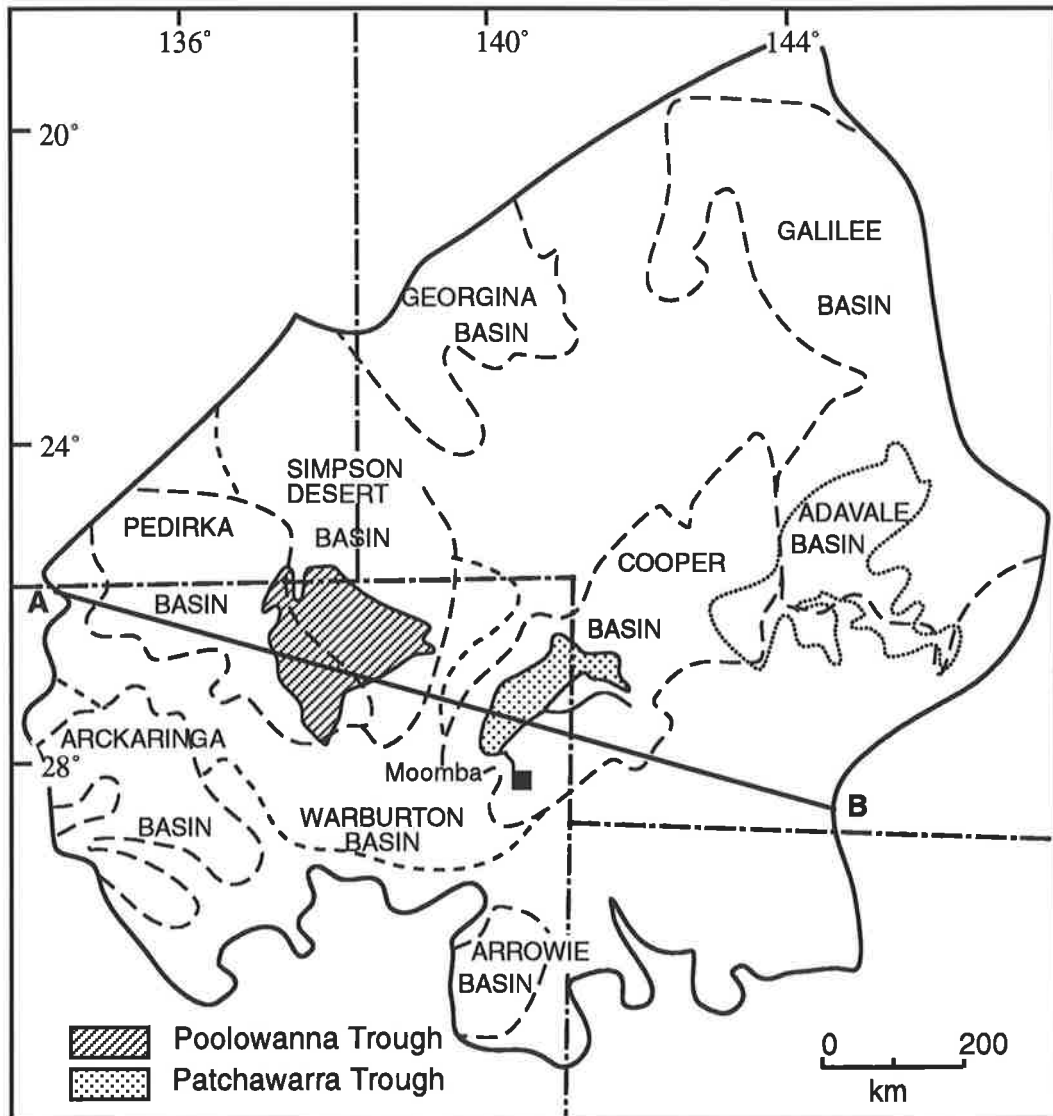 136° 140° 144°
20°
GALILEE
BASIN
GEORGINA
BASIN
24°
SIMPSON
DESERT
BASIN
PEDIRKA
BASIN
ADAVALE
BASIN
COOPER
BASIN
A
28°
ARCKARINGA
BASIN
Moomba
WARBURTON
BASIN
B
ARROWIE
BASIN
Poolowanna Trough
Patchawarra Trough
0 200
km